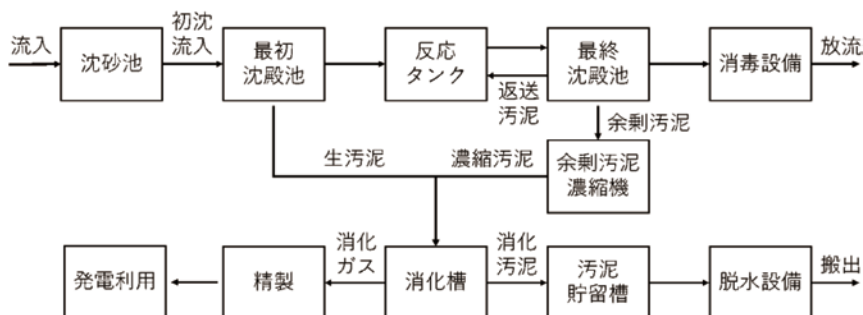 流入
沈砂池
初沈
流入
最初
沈殿池
反応
タンク
返送
汚泥
最終
沈殿池
消毒設備
放流
余剰汚泥
生汚泥
濃縮汚泥
余剰汚泥
濃縮機
発電利用
精製
消化
ガス
消化槽
消化
汚泥
汚泥
貯留槽
脱水設備
搬出